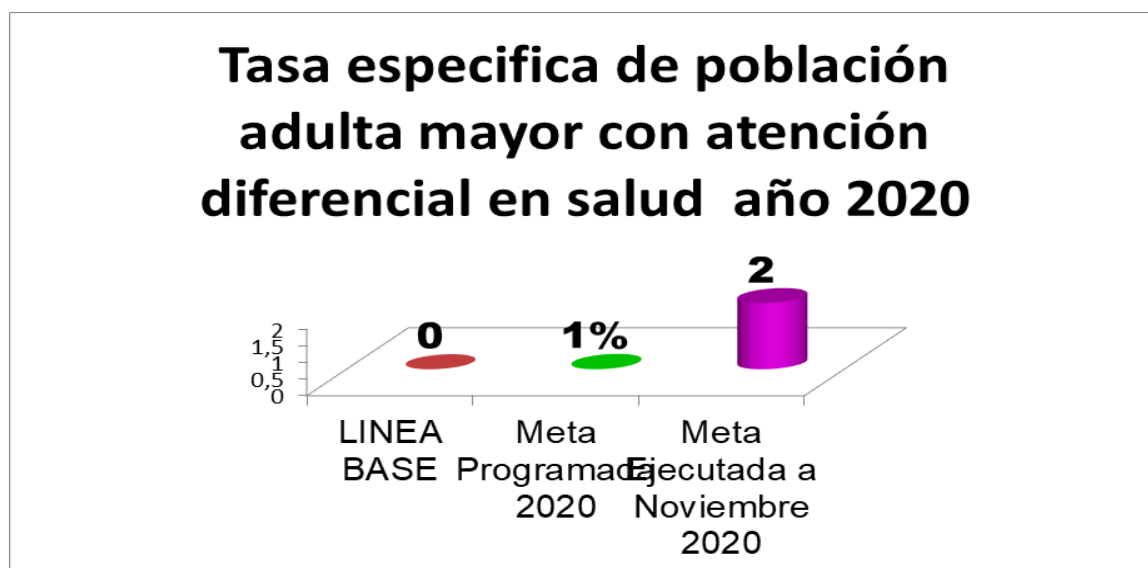 Tasa especifica de población
adulta mayor con atención
diferencial en salud año 2020
2
0
1%
2
1,5
1
0,5
0
LINEA
BASE
Meta
Programada
2020
Meta
Ejecutada a
Noviembre
2020